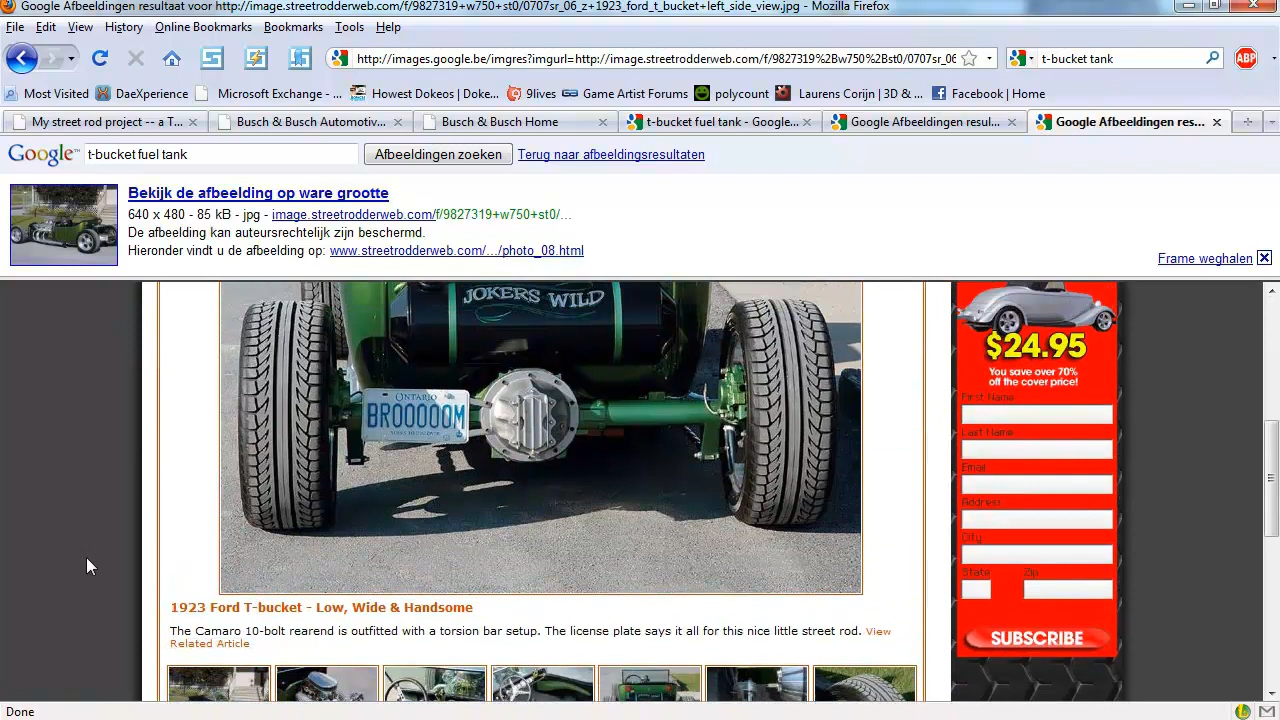 Google Afbeeldingen resultaat voor http://image.streetrodderweb.com/f/9827319+w750+st0/0707sr_06_z+1923_ford_t_bucket+left_side_view.jpg - Mozilla Firefox
File Edit View History Online Bookmarks Bookmarks Tools Help
http://images.google.be/imgres?imgurl=http://image.streetrodderweb.com/f/9827319%2Bw750%2Bst0/0707sr_06 t-bucket tank ABP
Most Visited DaeXperience Microsoft Exchange - ... Howest Dokeos | Doke... 9lives Game Artist Forums polycount Laurens Corijn | 3D & ... Facebook | Home
My street rod project -- a T... Busch & Busch Automotiv... Busch & Busch Home t-bucket fuel tank - Google... Google Afbeeldingen resul... Google Afbeeldingen res...
Google t-bucket fuel tank Afbeeldingen zoeken Terug naar afbeeldingsresultaten
Bekijk de afbeelding op ware grootte
640 x 480 - 85 kB - jpg - image.streetrodderweb.com/f/9827319+w750+st0/...
De afbeelding kan auteursrechtelijk zijn beschermd.
Hieronder vindt u de afbeelding op: www.streetrodderweb.com/.../photo_08.html
Frame weghalen
JOKERS WILD
ONTARIO
BROOOOOM
$24.95
You save over 70%
off the cover price!
First Name
Last Name
Email
Address
City
State Zip
SUBSCRIBE
1923 Ford T-bucket - Low, Wide & Handsome
The Camaro 10-bolt rearend is outfitted with a torsion bar setup. The license plate says it all for this nice little street rod. View
Related Article
Done